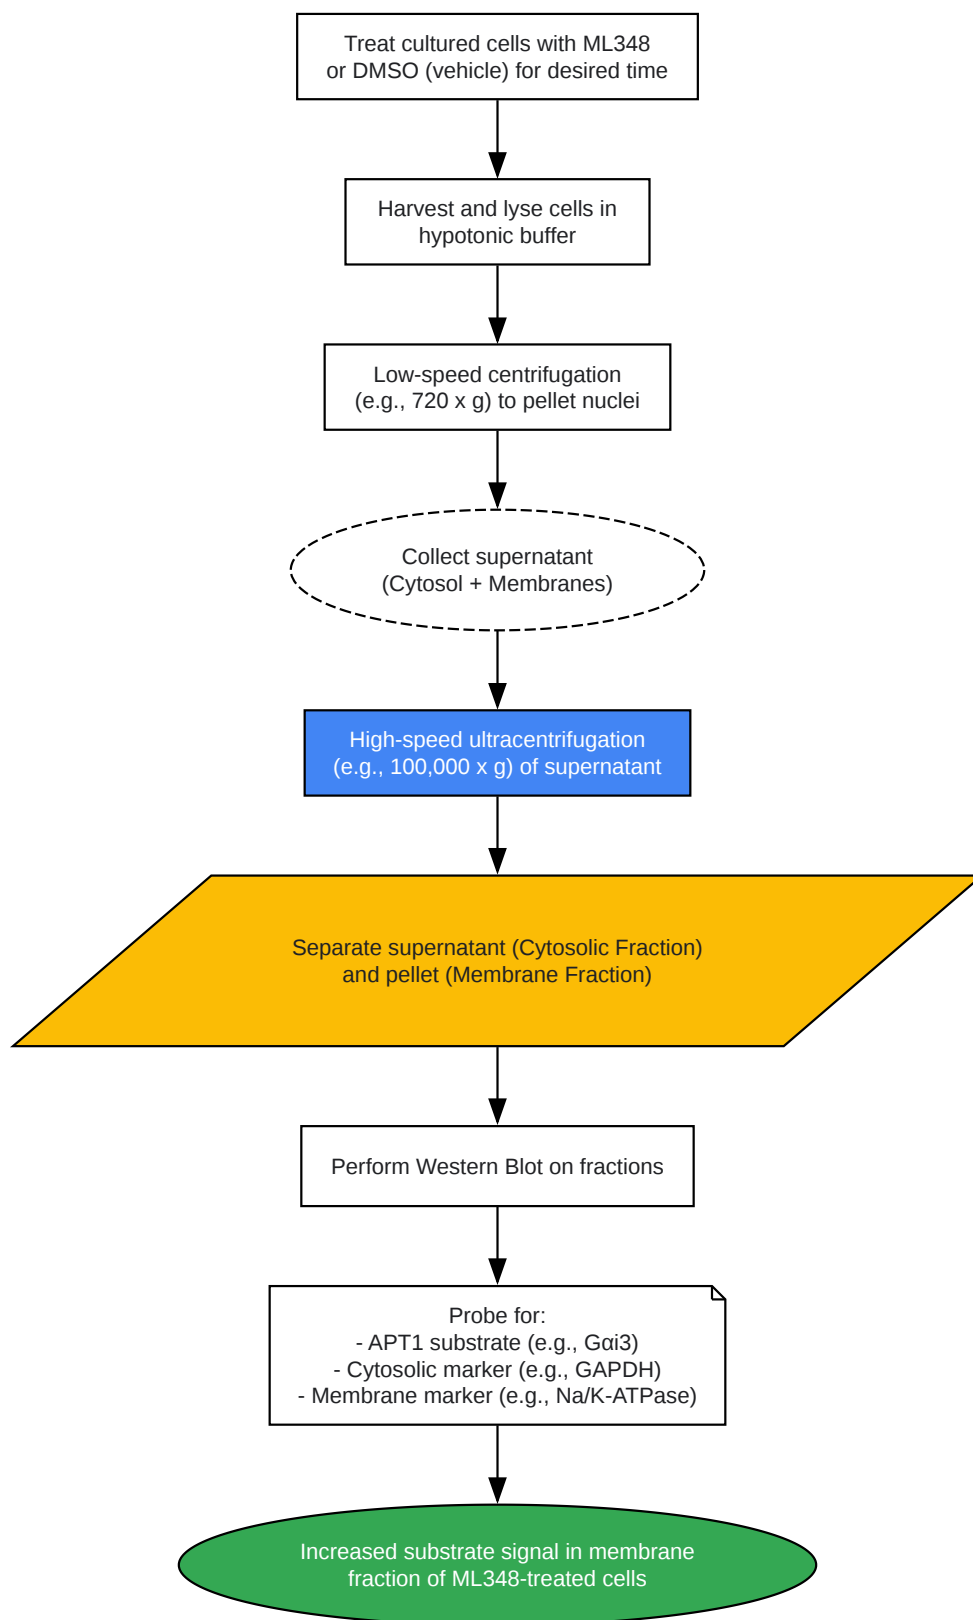 Treat cultured cells with ML348
or DMSO (vehicle) for desired time
Harvest and lyse cells in
hypotonic buffer
Low-speed centrifugation
(e.g., 720 x g) to pellet nuclei
Collect supernatant
(Cytosol + Membranes)
High-speed ultracentrifugation
(e.g., 100,000 x g) of supernatant
Separate supernatant (Cytosolic Fraction)
and pellet (Membrane Fraction)
Perform Western Blot on fractions
Probe for:
- APT1 substrate (e.g., Gαi3)
- Cytosolic marker (e.g., GAPDH)
- Membrane marker (e.g., Na/K-ATPase)
Increased substrate signal in membrane
fraction of ML348-treated cells